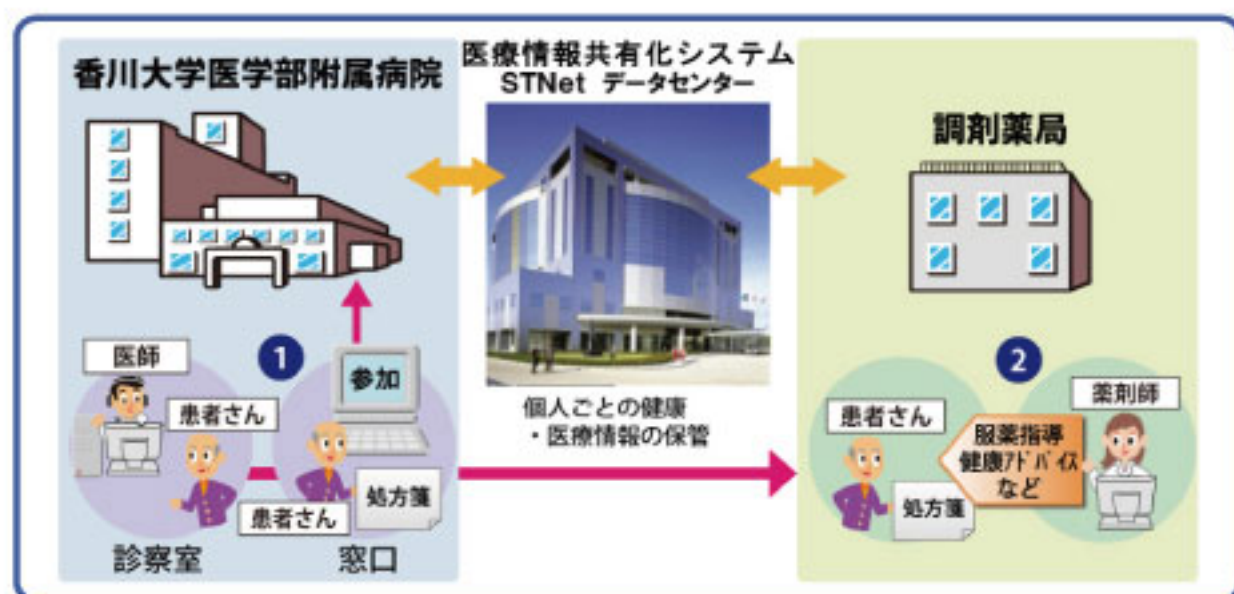 香川大学医学部附属病院
医療情報共有化システム
STNet データセンター
調剤薬局
1
医師
患者さん
参加
患者さん
処方箋
診察室
窓口
個人ごとの健康
・医療情報の保管
2
患者さん
薬剤師
服薬指導
健康アドバイス
など
処方箋